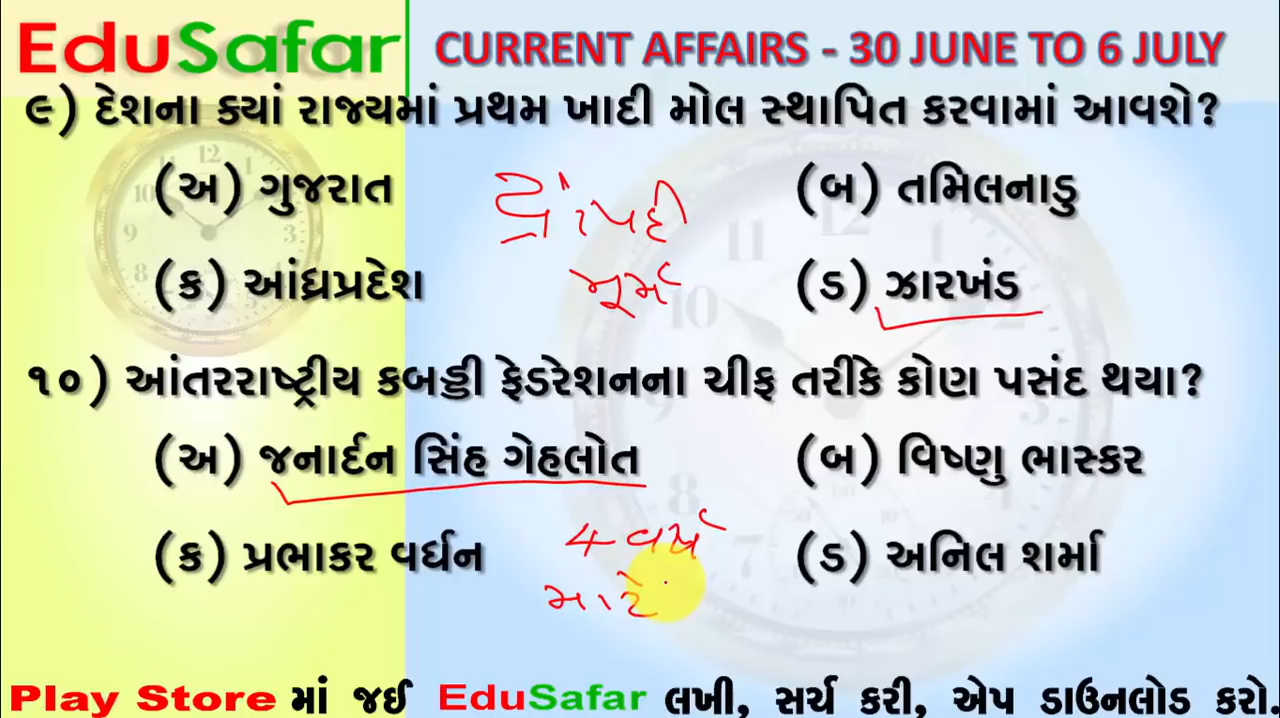 EduSafar CURRENT AFFAIRS - 30 JUNE TO 6 JULY
૯) દેશના ક્યાં રાજ્યમાં પ્રથમ ખાદી મોલ સ્થાપિત કરવામાં આવશે?
(અ) ગુજરાત (બ) તમિલનાડુ
(ક) આંધ્રપ્રદેશ (ડ) ઝારખંડ
મૂર્મુ
૧૦) આંતરરાષ્ટ્રીય કબડ્ડી ફેડરેશનના ચીફ તરીકે કોણ પસંદ થયા?
(અ) જનાર્દન સિંહ ગેહલોત (બ) વિષ્ણુ ભાસ્કર
4 વર્ષ
(ક) પ્રભાકર વર્ધન (ડ) અનિલ શર્મા
માટે
Play Store માં જઈ EduSafar લખી, સર્ચ કરી, એપ ડાઉનલોડ કરો.